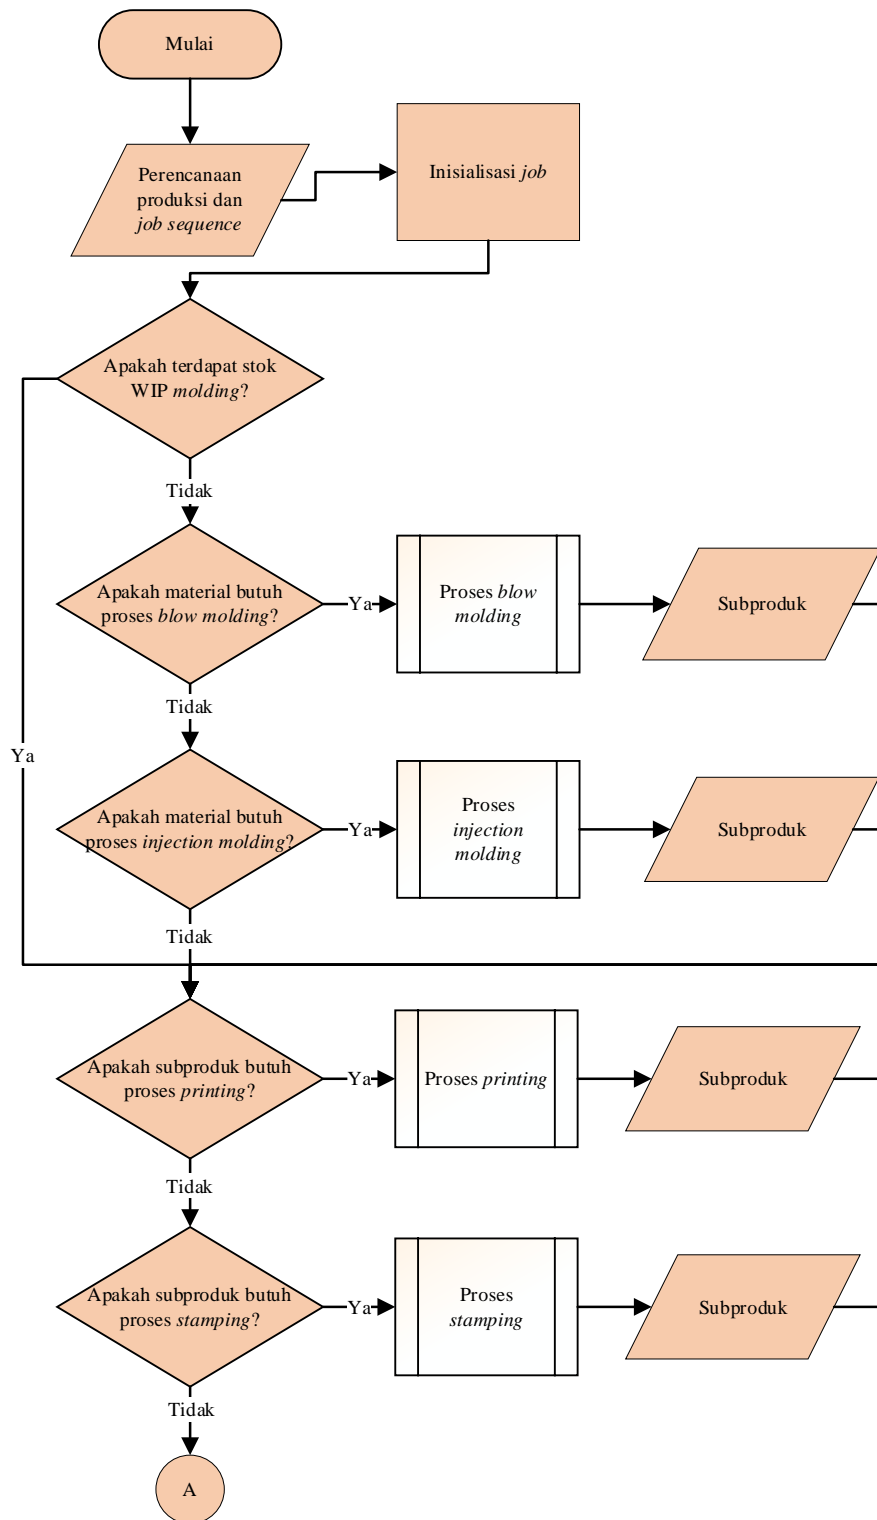 Mulai
Perencanaan
produksi dan
job sequence
Inisialisasi job
Apakah terdapat stok
WIP molding?
Tidak
Apakah material butuh
proses blow molding?
Ya
Proses blow
molding
Subproduk
Tidak
Ya
Apakah material butuh
proses injection molding?
Ya
Proses
injection
molding
Subproduk
Tidak
Apakah subproduk butuh
proses printing?
Ya
Proses printing
Subproduk
Tidak
Apakah subproduk butuh
proses stamping?
Ya
Proses
stamping
Subproduk
Tidak
A